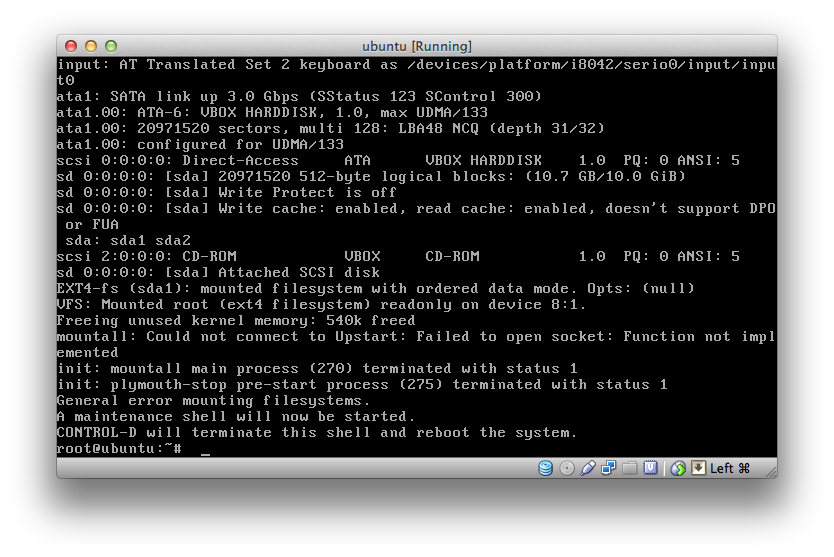 ubuntu [Running]
input: AT Translated Set 2 keyboard as /devices/platform/i8042/serio0/input/inpu
t0
ata1: SATA link up 3.0 Gbps (SStatus 123 SControl 300)
ata1.00: ATA-6: VBOX HARDDISK, 1.0, max UDMA/133
ata1.00: 20971520 sectors, multi 128: LBA48 NCQ (depth 31/32)
ata1.00: configured for UDMA/133
scsi 0:0:0:0: Direct-Access     ATA      VBOX HARDDISK    1.0  PQ: 0 ANSI: 5
sd 0:0:0:0: [sda] 20971520 512-byte logical blocks: (10.7 GB/10.0 GiB)
sd 0:0:0:0: [sda] Write Protect is off
sd 0:0:0:0: [sda] Write cache: enabled, read cache: enabled, doesn't support DPO
 or FUA
 sda: sda1 sda2
scsi 2:0:0:0: CD-ROM            VBOX     CD-ROM           1.0  PQ: 0 ANSI: 5
sd 0:0:0:0: [sda] Attached SCSI disk
EXT4-fs (sda1): mounted filesystem with ordered data mode. Opts: (null)
VFS: Mounted root (ext4 filesystem) readonly on device 8:1.
Freeing unused kernel memory: 540k freed
mountall: Could not connect to Upstart: Failed to open socket: Function not impl
emented
init: mountall main process (270) terminated with status 1
init: plymouth-stop pre-start process (275) terminated with status 1
General error mounting filesystems.
A maintenance shell will now be started.
CONTROL-D will terminate this shell and reboot the system.
root@ubuntu:~# _
Left ⌘